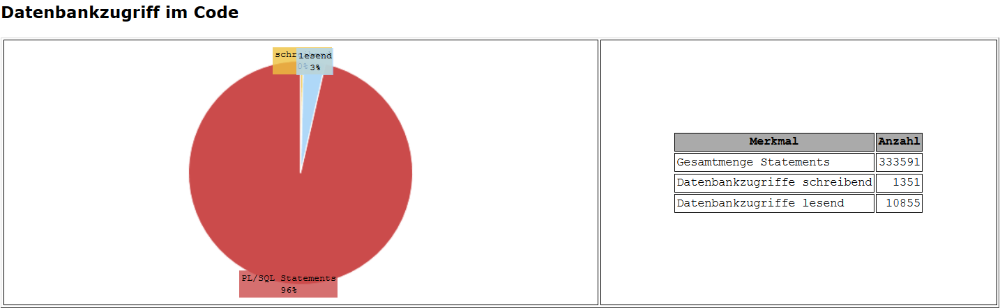 Datenbankzugriff im Code
lesend
0%
3%
PL/SQL Statements
96%
Merkmal Anzahl
Gesamtmenge Statements 333591
Datenbankzugriffe schreibend 1351
Datenbankzugriffe lesend 10855